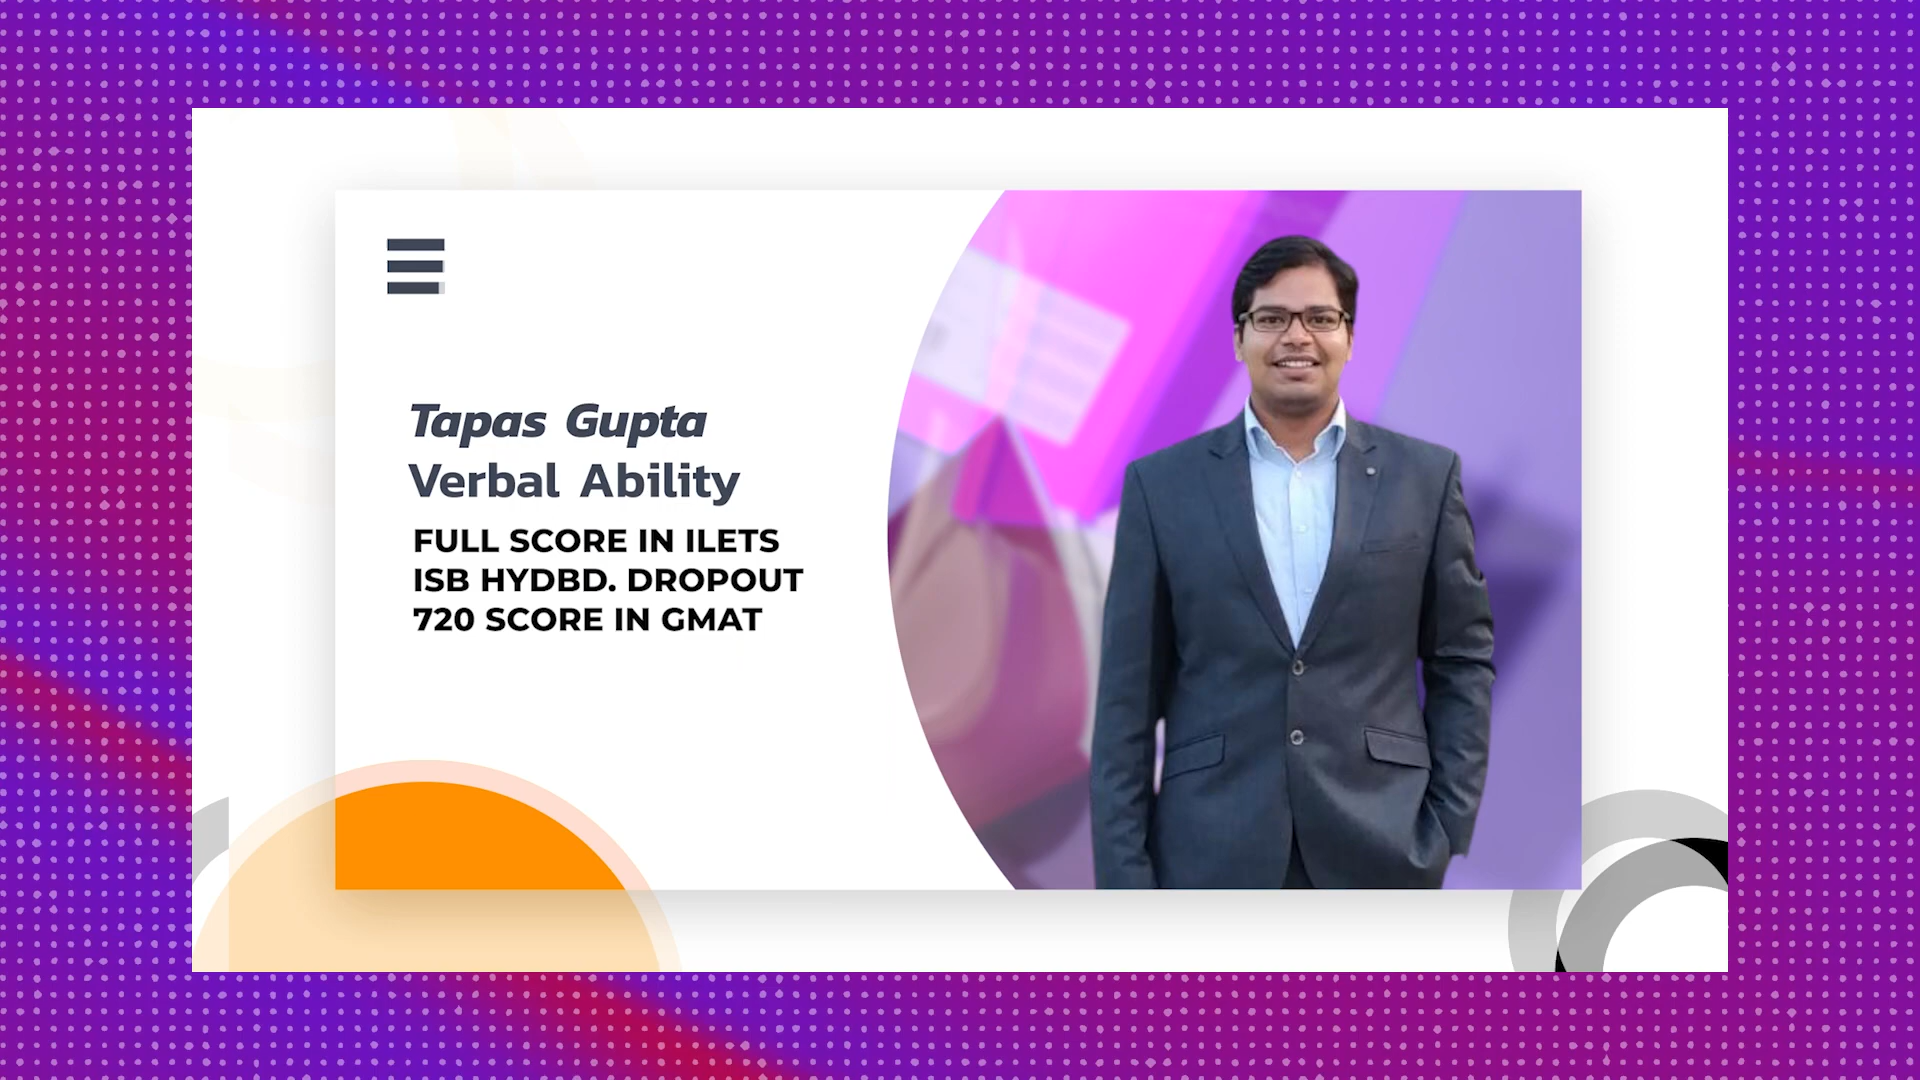 Tapas Gupta
Verbal Ability
FULL SCORE IN ILETS
ISB HYDBD. DROPOUT
720 SCORE IN GMAT